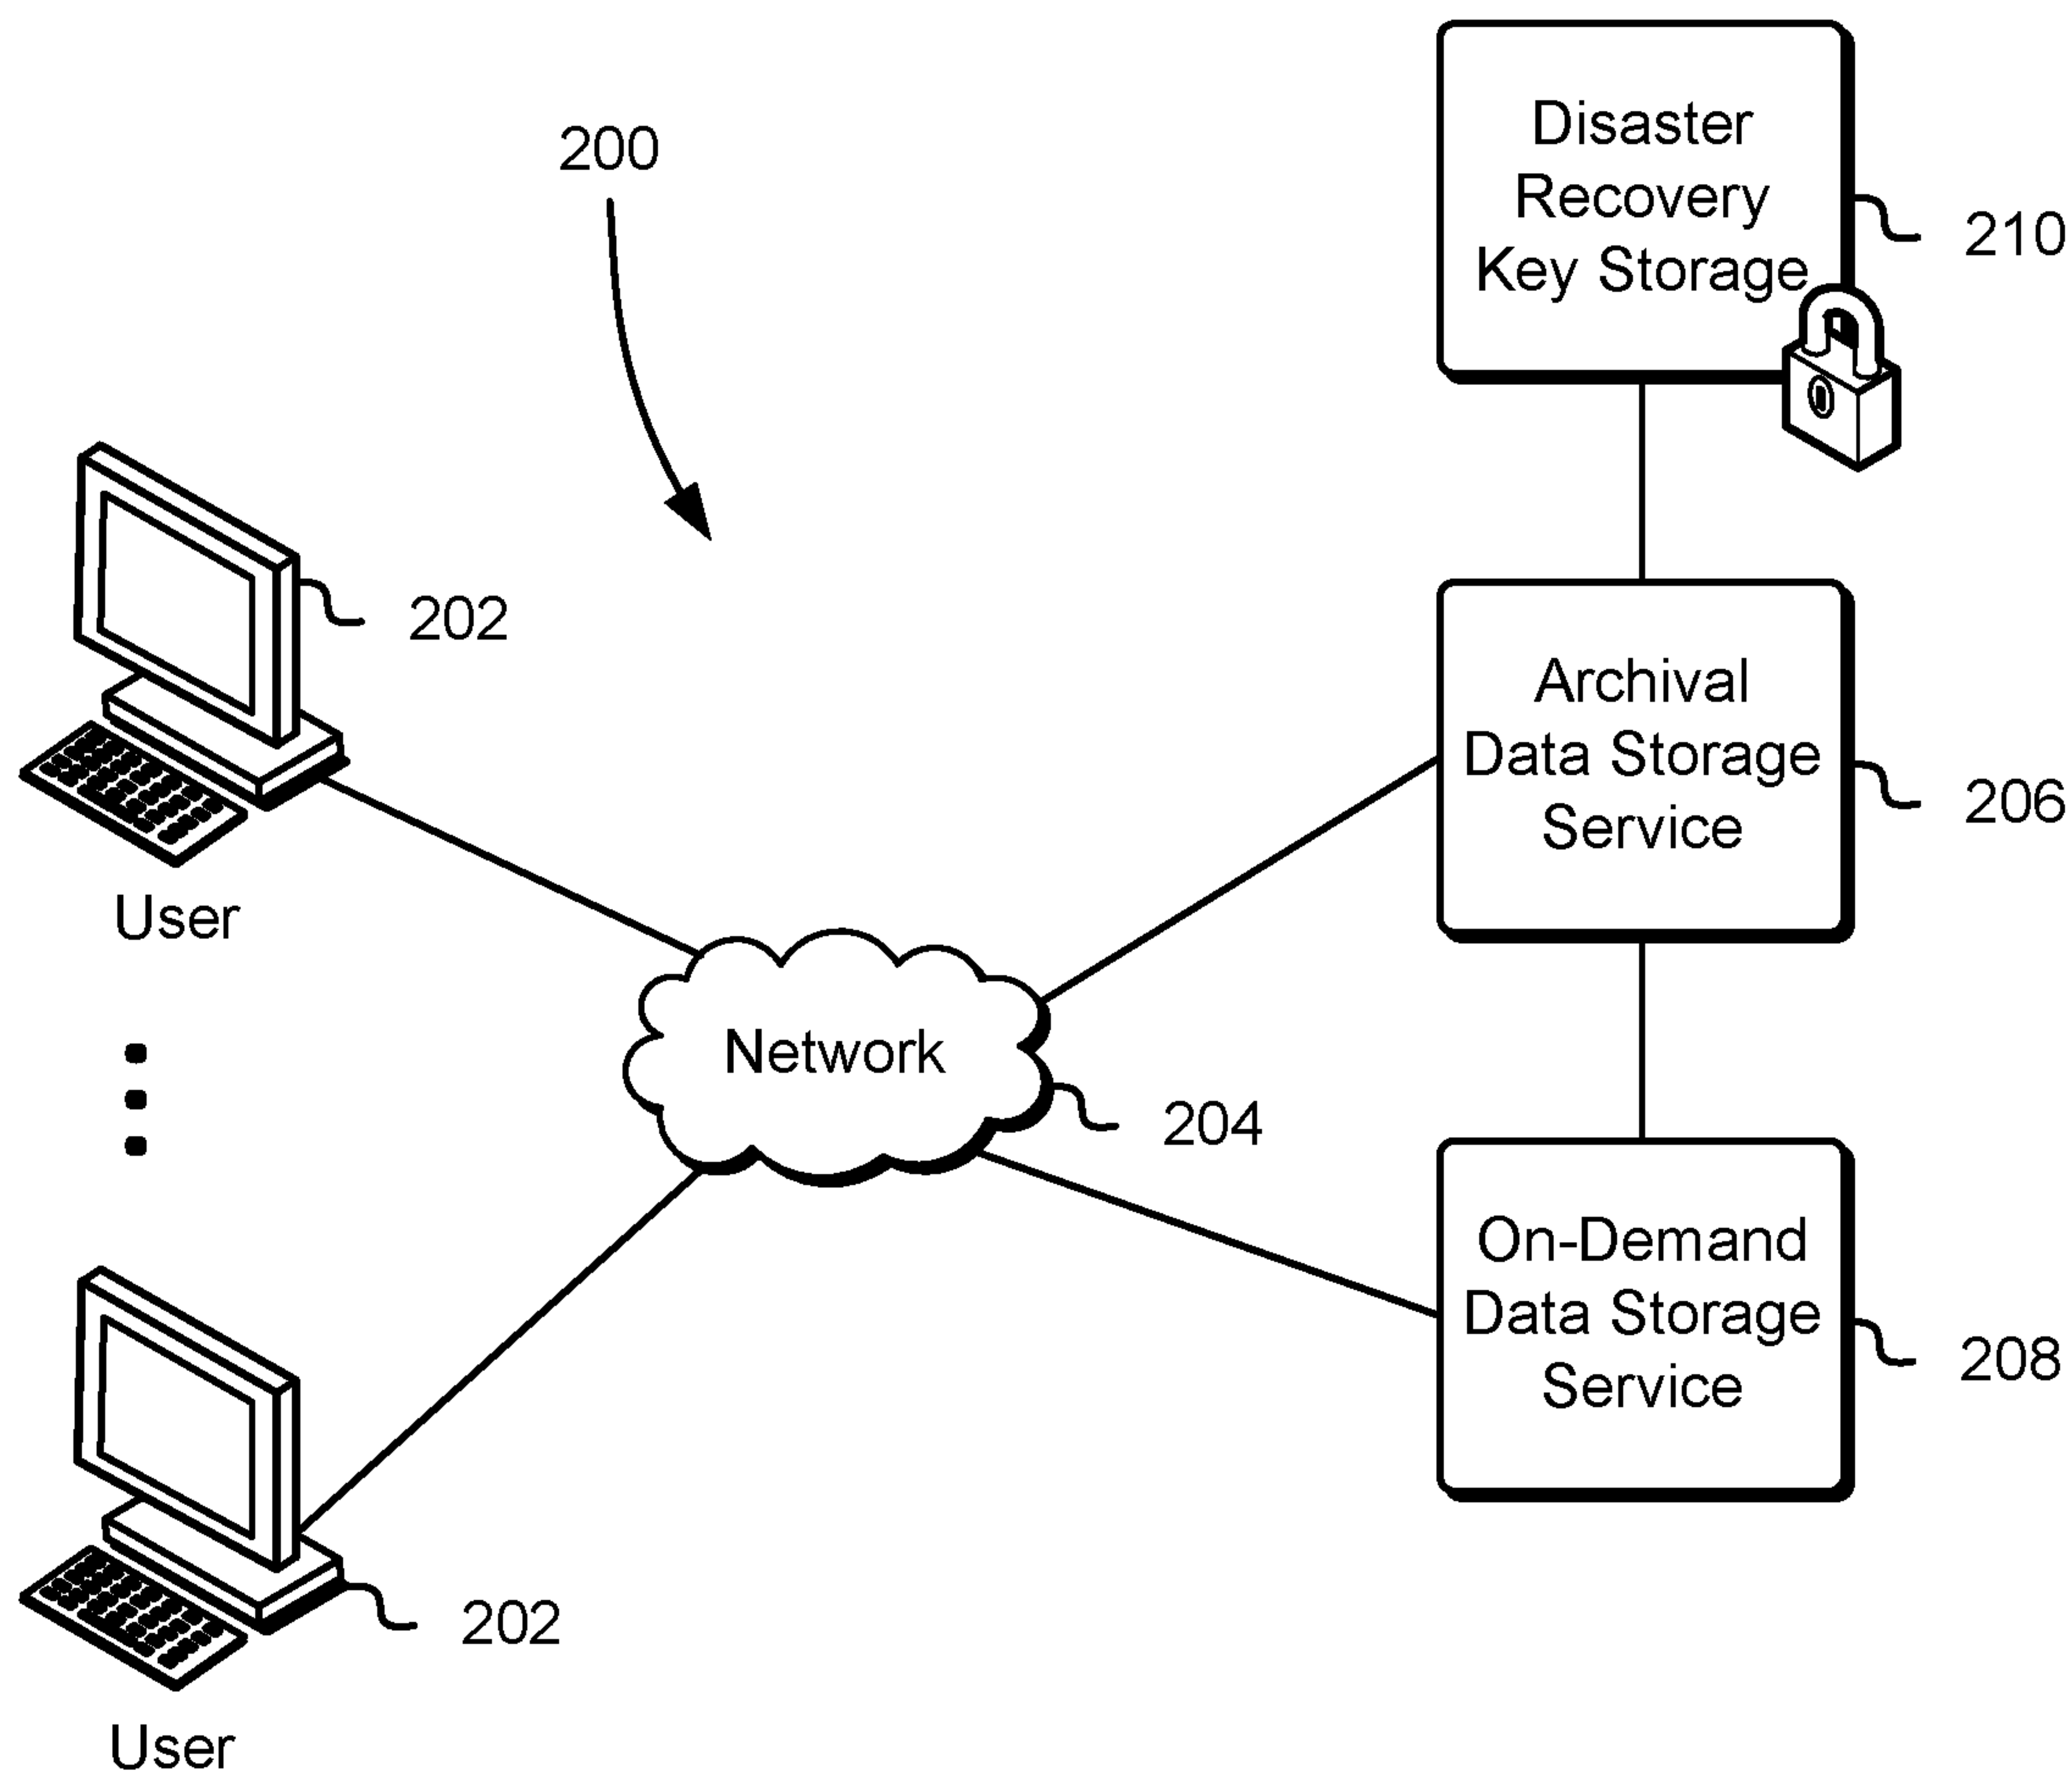 200
Disaster
Recovery
Key Storage
210
202
User
Archival
Data Storage
Service
206
Network
204
On-Demand
Data Storage
Service
208
202
User